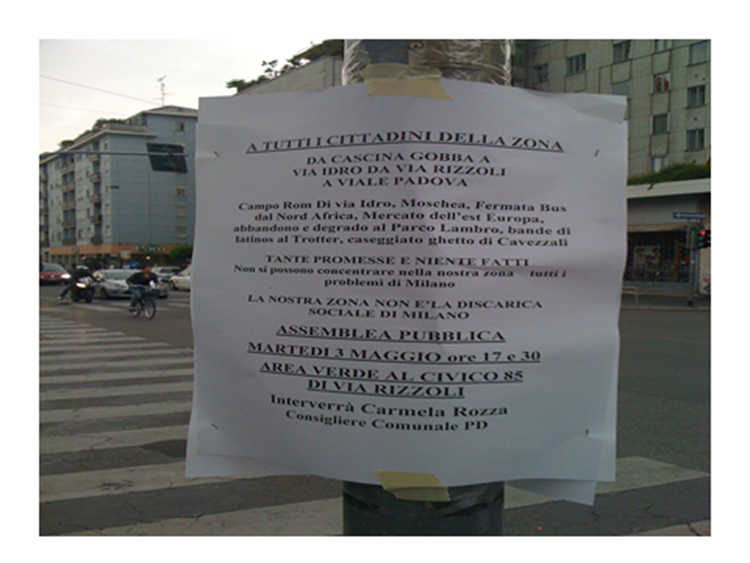 A TUTTI I CITTADINI DELLA ZONA
DA CASCINA GOBBA A
VIA IDRO DA VIA RIZZOLI
A VIALE PADOVA
Campo Rom Di via Idro, Moschea, Fermata Bus
dal Nord Africa, Mercato dell'est Europa,
abbandono e degrado al Parco Lambro, bande di
latinos al Trotter, caseggiato ghetto di Cavezzali
TANTE PROMESSE E NIENTE FATTI
Non si possono concentrare nella nostra zona tutti i
problemi di Milano
LA NOSTRA ZONA NON E'LA DISCARICA
SOCIALE DI MILANO
ASSEMBLEA PUBBLICA
MARTEDI 3 MAGGIO ore 17 e 30
AREA VERDE AL CIVICO 85
DI VIA RIZZOLI
Interverrà Carmela Rozza
Consigliere Comunale PD